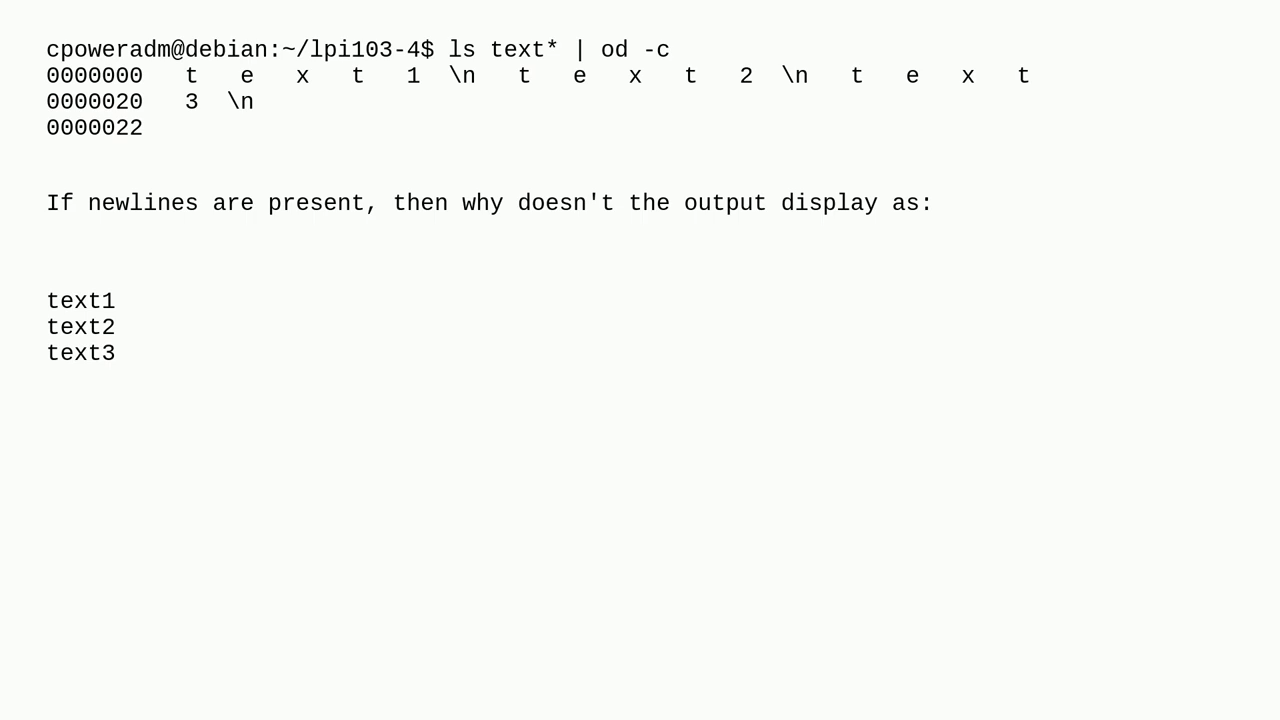 cpoweradm@debian:~/lpi103-4$ ls text* | od -c
0000000   t   e   x   t   1  \n   t   e   x   t   2  \n   t   e   x   t
0000020   3  \n
0000022
If newlines are present, then why doesn't the output display as:
text1
text2
text3